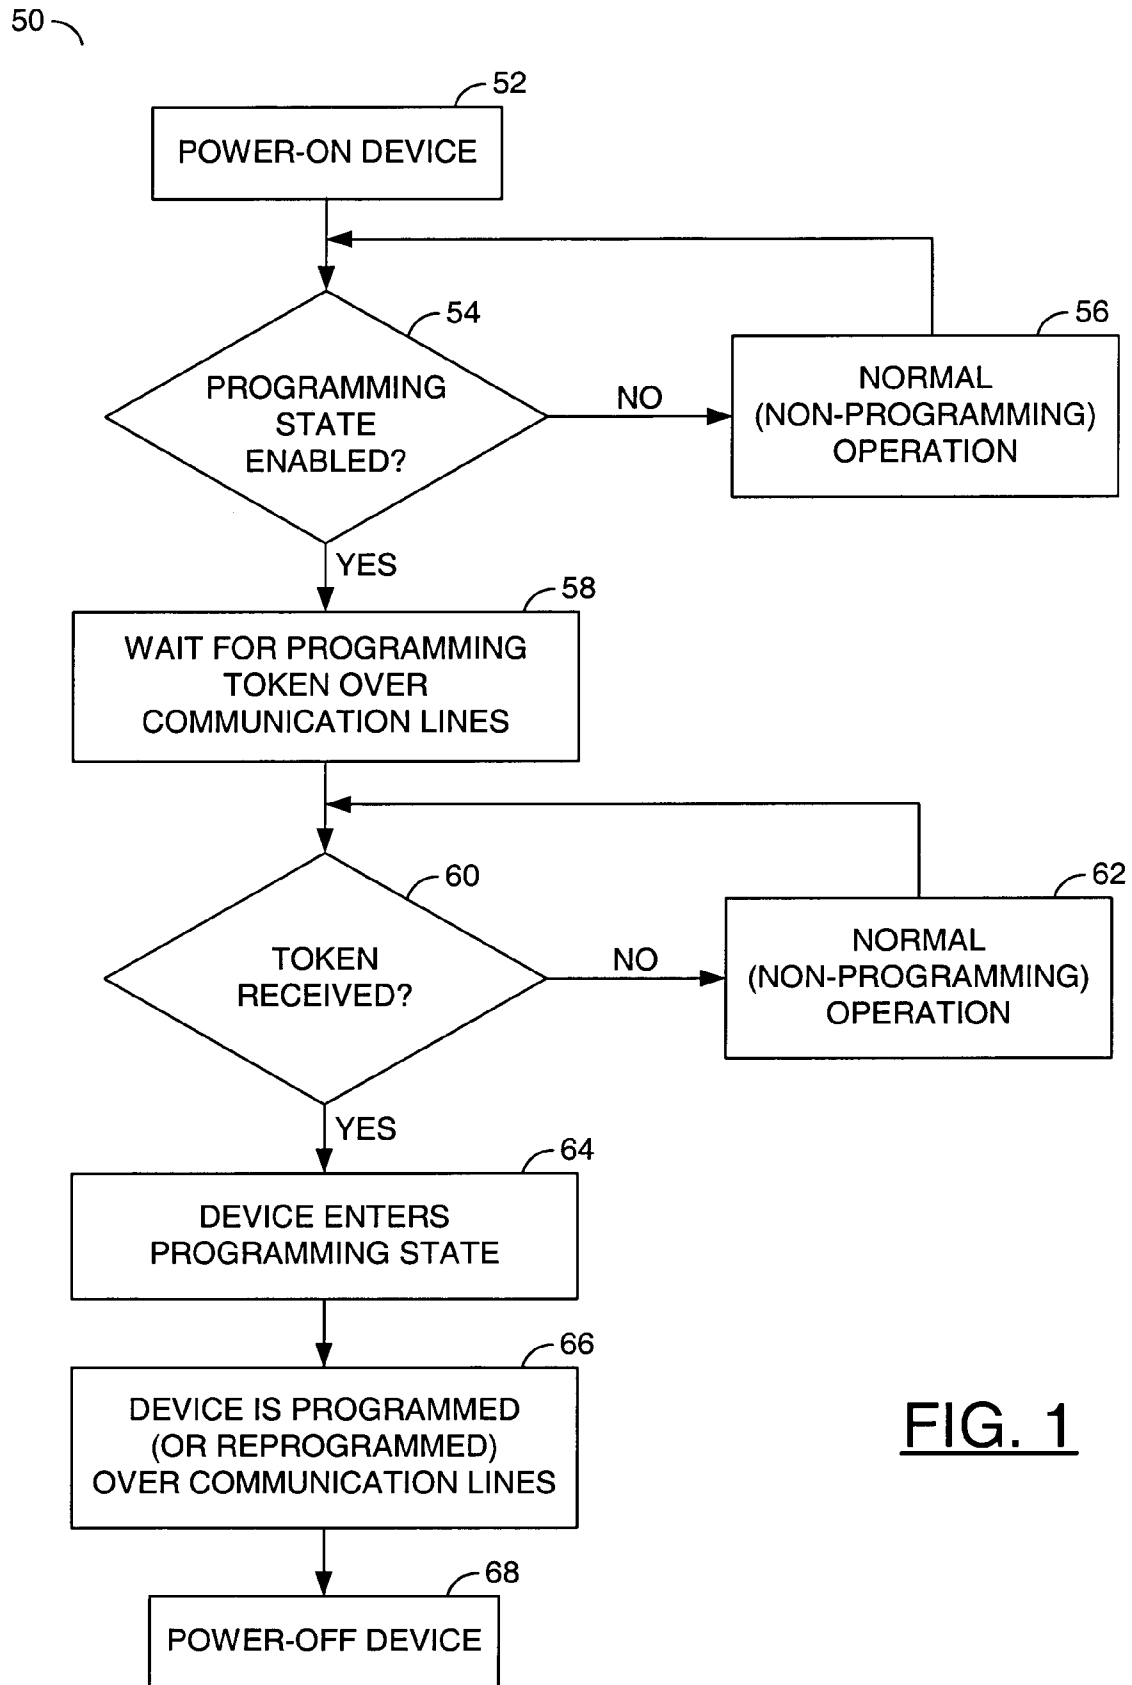 50
52
POWER-ON DEVICE
54
PROGRAMMING
STATE
ENABLED?
NO
56
NORMAL
(NON-PROGRAMMING)
OPERATION
YES
58
WAIT FOR PROGRAMMING
TOKEN OVER
COMMUNICATION LINES
60
TOKEN
RECEIVED?
NO
62
NORMAL
(NON-PROGRAMMING)
OPERATION
YES
64
DEVICE ENTERS
PROGRAMMING STATE
66
DEVICE IS PROGRAMMED
(OR REPROGRAMMED)
OVER COMMUNICATION LINES
68
POWER-OFF DEVICE
FIG. 1